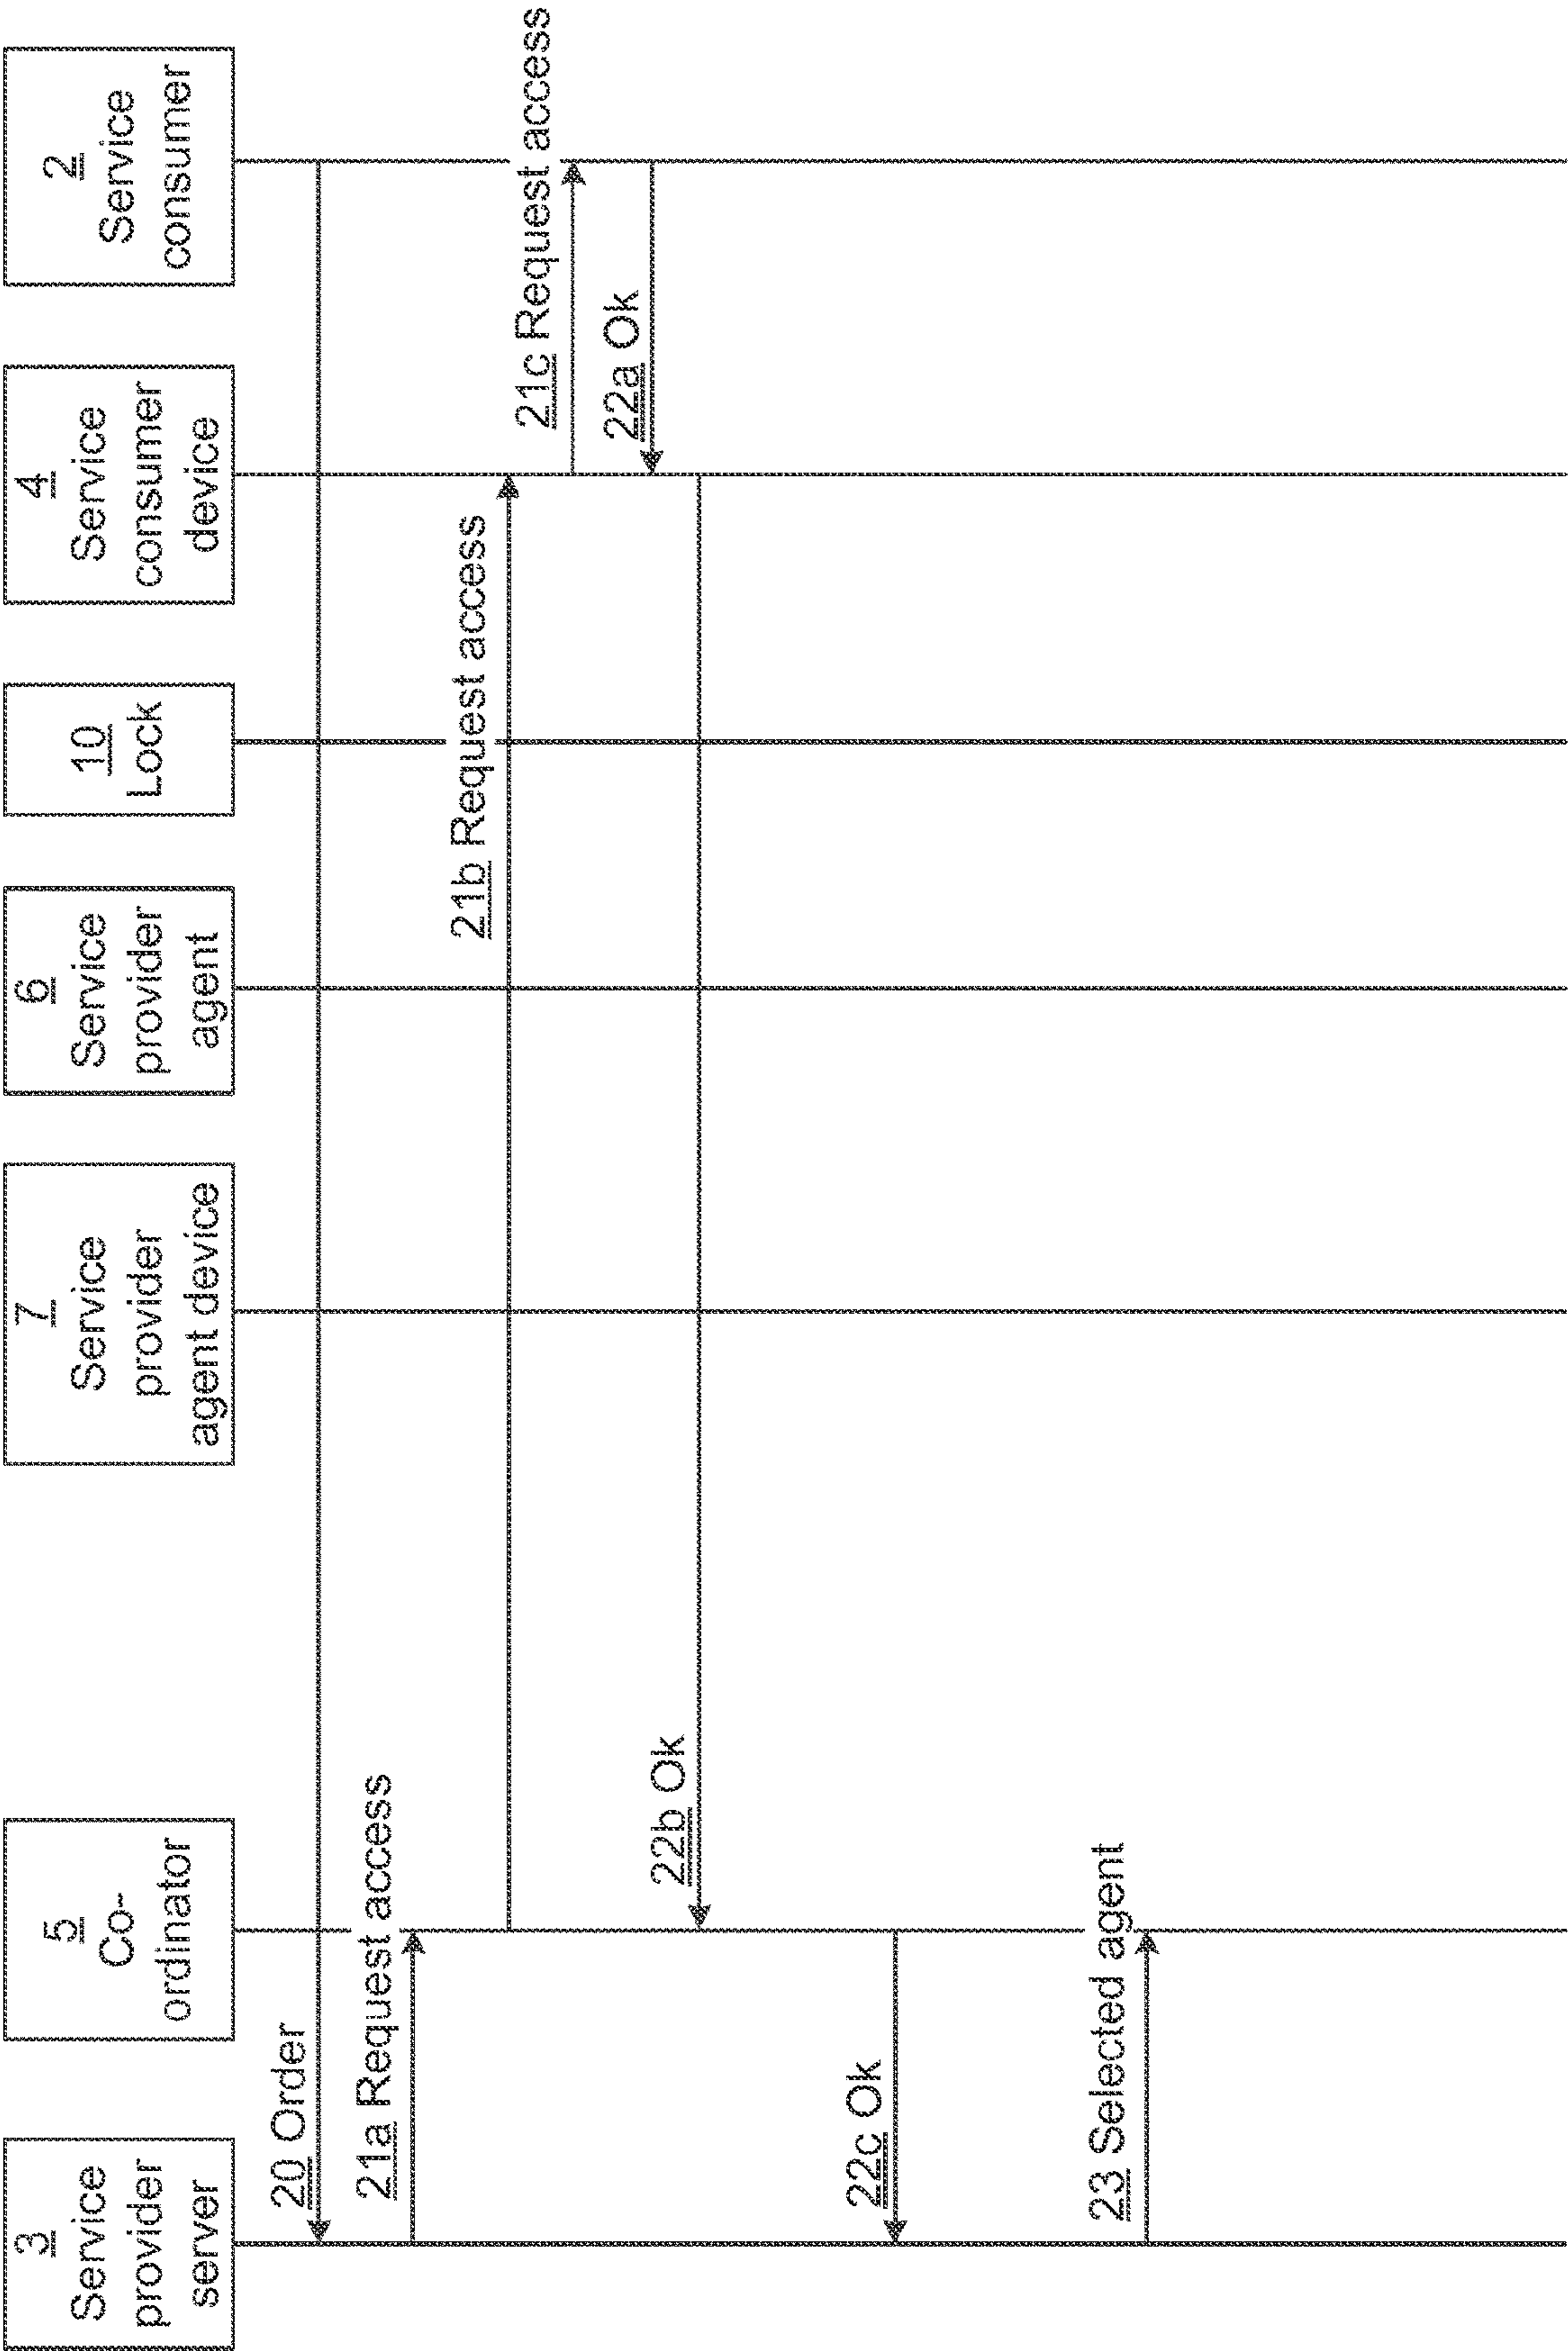 3
Service
provider
server
5
Co-
ordinator
7
Service
provider
agent device
6
Service
provider
agent
10
Lock
4
Service
consumer
device
2
Service
consumer
20 Order
21a Request access
21b Request access
21c Request access
22a Ok
22b Ok
22c Ok
23 Selected agent